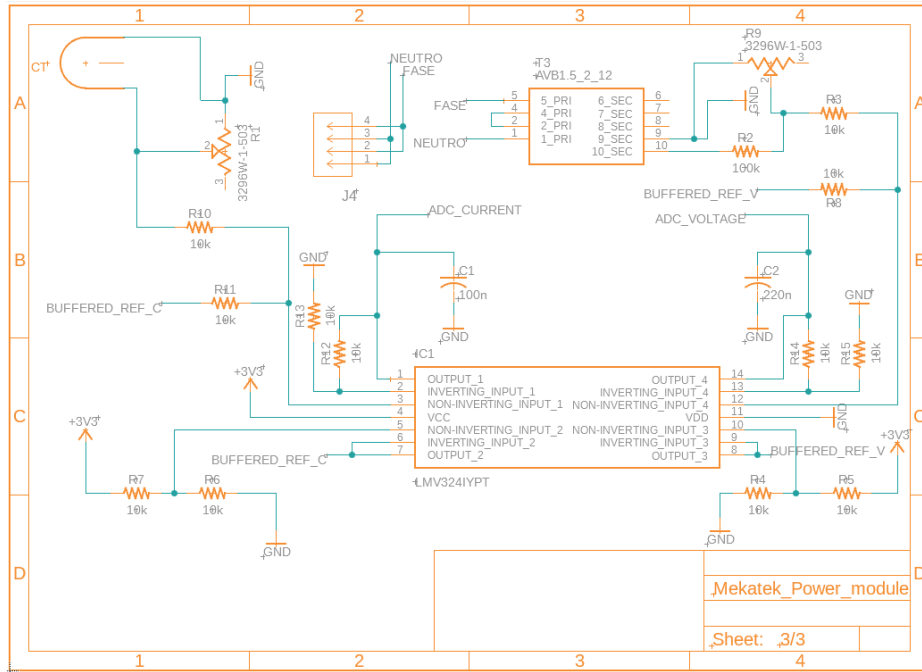 1 2 3 4
A
B
C
D
A
B
C
D
1 2 3 4
CT
GND
1
2
3
R1
3296W-1-503
NEUTRO
FASE
4
3
2
1
J4
T3
AVB1.5_2_12
FASE
NEUTRO
5 5_PRI 6_SEC 6
4 4_PRI 7_SEC 7
2 2_PRI 8_SEC 8
1 1_PRI 9_SEC 9
10_SEC 10
R9
3296W-1-503
1 3
2
GND
R2
100k
R3
10k
10k
R8
BUFFERED_REF_V
ADC_VOLTAGE
ADC_CURRENT
R10
10k
R11
10k
BUFFERED_REF_C
GND
R13
10k
R12
10k
C1
100n
GND
C2
220n
GND
GND
R14
10k
R15
10k
IC1
1 OUTPUT_1 OUTPUT_4 14
2 INVERTING_INPUT_1 INVERTING_INPUT_4 13
3 NON-INVERTING_INPUT_1 NON-INVERTING_INPUT_4 12
4 VCC VDD 11
5 NON-INVERTING_INPUT_2 NON-INVERTING_INPUT_3 10
6 INVERTING_INPUT_2 INVERTING_INPUT_3 9
7 OUTPUT_2 OUTPUT_3 8
LMV324IYPT
+3V3
+3V3
GND
+3V3
BUFFERED_REF_C
BUFFERED_REF_V
R7
10k
R6
10k
GND
R4
10k
R5
10k
GND
Mekatek_Power_module
Sheet: 3/3